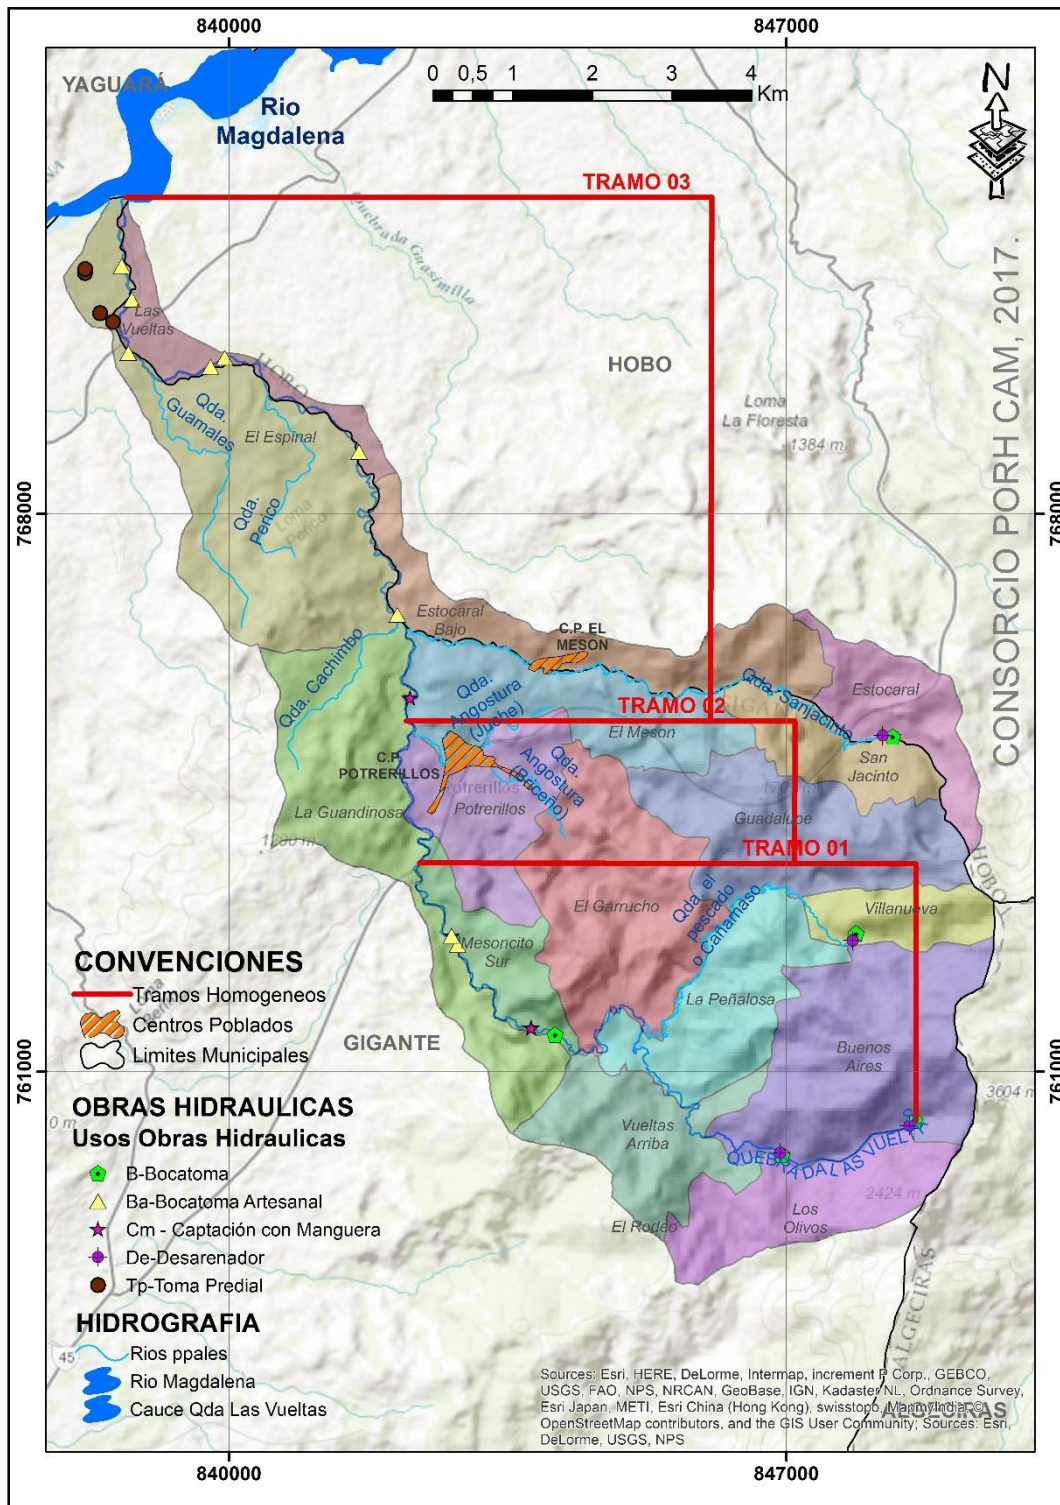 840000
847000
YAGUARÁ
Rio
Magdalena
0 0,5 1 2 3 4
Km
N
TRAMO 03
Quebrada Guasimilla
CONSORCIO PORH CAM, 2017.
Las
Vueltas
HOBO
HOBO
Qda.
Guamales
El Espinal
Loma
La Floresta
1384 m
Qda.
Perico
Loma
Perico
768000
768000
Estocaral
Bajo
C.P. EL
MESON
Qda. Cachimbo
Qda.
Angostura
(Juche)
Qda. Sanjacinto
Estocaral
TRAMO 02
El Meson
San
Jacinto
C.P.
POTRERILLOS
Potrerillos
Potrerillos
Qda.
Angostura
(Briceño)
La Guandinosa
Guadalupe
TRAMO 01
HOBO
El Garrucho
Qda. el
pescado
o Cañamaso
Villanueva
Mesoncito
Sur
La Peñalosa
GIGANTE
Buenos
Aires
3604 m
761000
761000
Vueltas
Arriba
QUEBRADA LAS VUELTAS
2424 m
Los
Olivos
El Rodeo
ALGECIRAS
ALGECIRAS
CONVENCIONES
Tramos Homogeneos
Centros Poblados
Limites Municipales
OBRAS HIDRAULICAS
Usos Obras Hidraulicas
B-Bocatoma
Ba-Bocatoma Artesanal
Cm - Captación con Manguera
De-Desarenador
Tp-Toma Predial
HIDROGRAFIA
Rios ppales
Rio Magdalena
Cauce Qda Las Vueltas
45
Sources: Esri, HERE, DeLorme, Intermap, increment P Corp., GEBCO,
USGS, FAO, NPS, NRCAN, GeoBase, IGN, Kadaster NL, Ordnance Survey,
Esri Japan, METI, Esri China (Hong Kong), swisstopo, MapmyIndia, ©
OpenStreetMap contributors, and the GIS User Community; Sources: Esri,
DeLorme, USGS, NPS
840000
847000